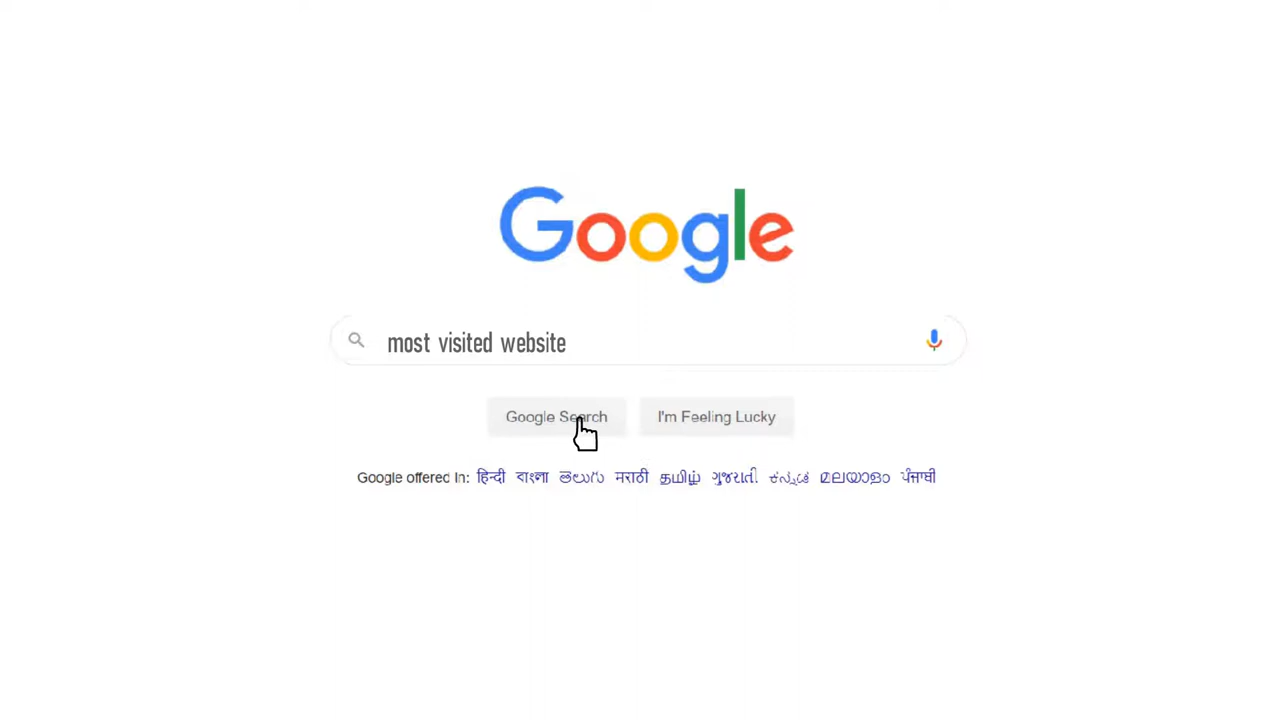 Google
most visited website
Google Search I'm Feeling Lucky
Google offered in: हिन्दी বাংলা తెలుగు मराठी தமிழ் ગુજરાતી ಕನ್ನಡ മലയാളം ਪੰਜਾਬੀ